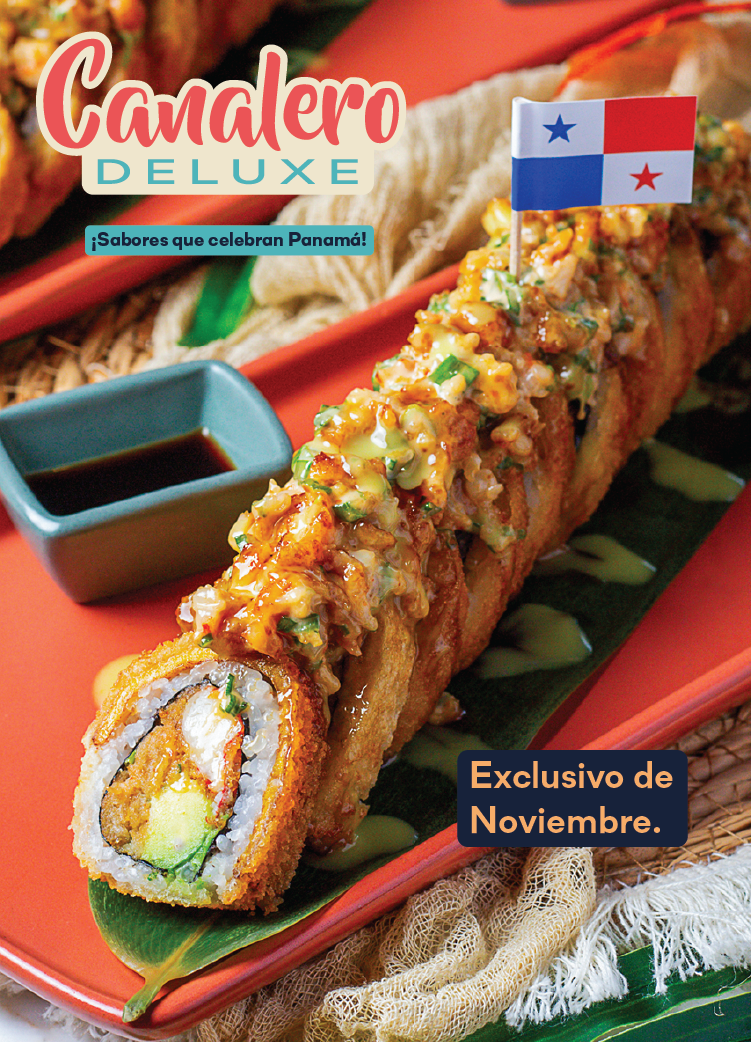 Canalero
DELUXE
¡Sabores que celebran Panamá!
Exclusivo de
Noviembre.